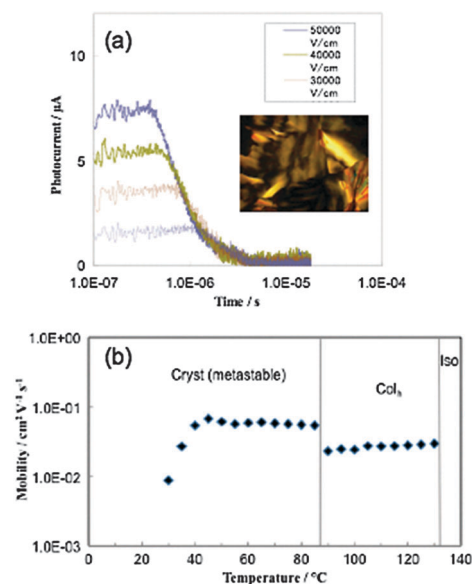 (a)
50000
V/cm
40000
V/cm
30000
V/cm
10
5
0
Photocurrent / μA
1.0E-07 1.0E-06 1.0E-05 1.0E-04
Time / s
(b)
1.0E+00
1.0E-01
1.0E-02
1.0E-03
Mobility / cm² V⁻¹ s⁻¹
Cryst (metastable)
Colₕ
Iso
0 20 40 60 80 100 120 140
Temperature / °C